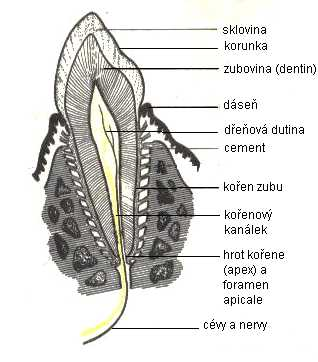 sklovina
korunka
zubovina (dentin)
dáseň
dřeňová dutina
cement
kořen zubu
kořenový
kanálek
hrot kořene
(apex) a
foramen
apicale
cévy a nervy